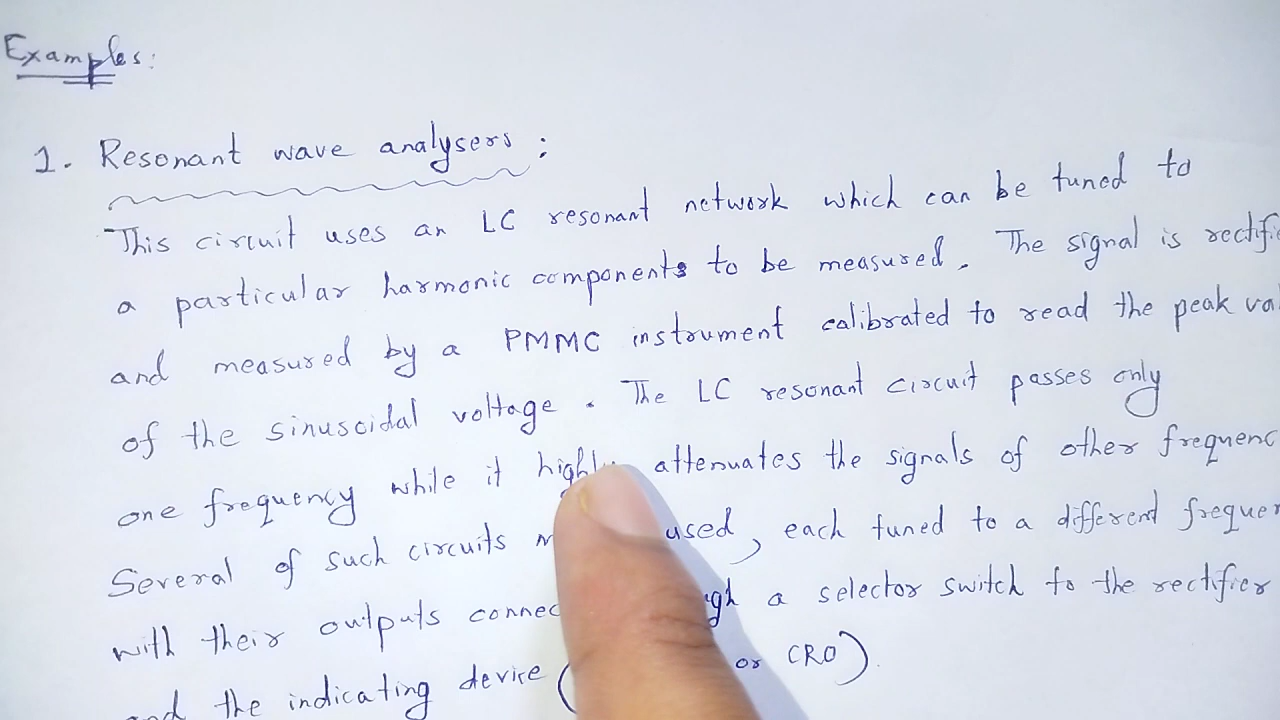 Examples:
1. Resonant wave analysers :
This circuit uses an LC resonant network which can be tuned to
a particular harmonic components to be measured. The signal is
and measured by a PMMC instrument calibrated to read the peak
of the sinusoidal voltage. The LC resonant circuit passes only
one frequency while it highly attenuates the signals of other
Several of such circuits used, each tuned to a different
with their outputs a selector switch to the rectifier
and the indicating device ( or CRO).